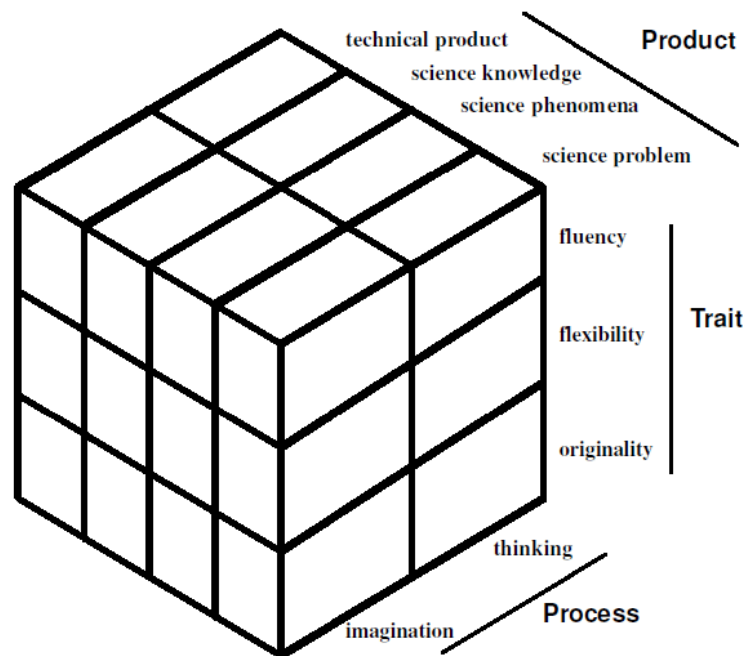 technical product
Product
science knowledge
science phenomena
science problem
fluency
flexibility
Trait
originality
thinking
Process
imagination